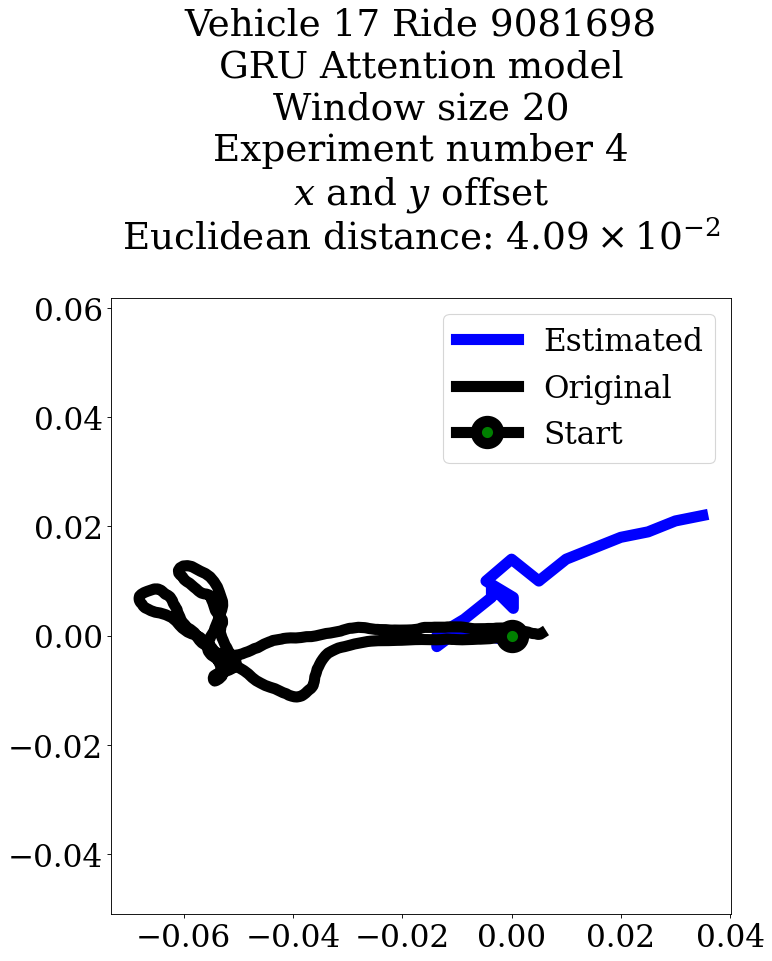 Vehicle 17 Ride 9081698
GRU Attention model
Window size 20
Experiment number 4
x and y offset
Euclidean distance: 4.09 × 10⁻²
0.06
0.04
0.02
0.00
−0.02
−0.04
Estimated
Original
Start
−0.06 −0.04 −0.02 0.00 0.02 0.04